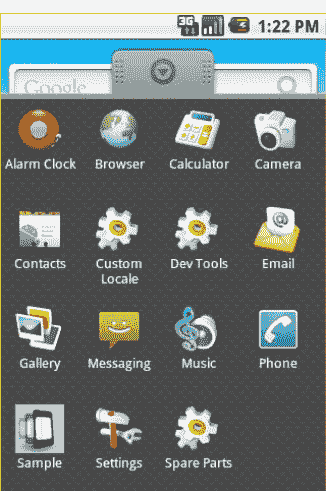 3G 1:22 PM
Google
Alarm Clock Browser Calculator Camera
Contacts Custom Locale Dev Tools Email
Gallery Messaging Music Phone
Sample Settings Spare Parts